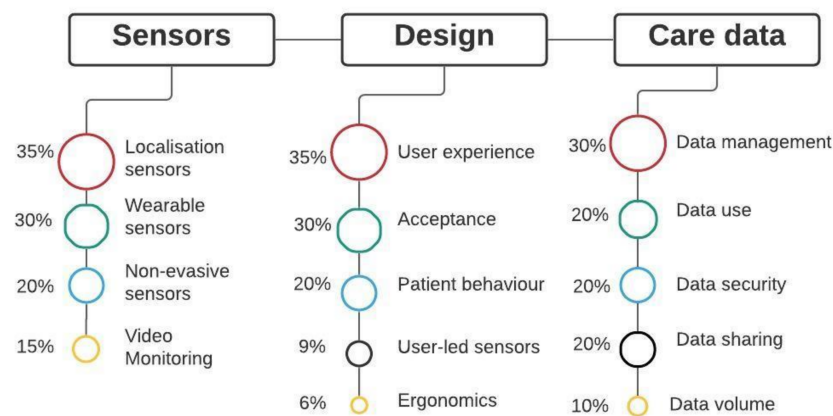 Sensors
Design
Care data
35%
Localisation
sensors
30%
Wearable
sensors
20%
Non-evasive
sensors
15%
Video
Monitoring
35%
User experience
30%
Acceptance
20%
Patient behaviour
9%
User-led sensors
6%
Ergonomics
30%
Data management
20%
Data use
20%
Data security
20%
Data sharing
10%
Data volume